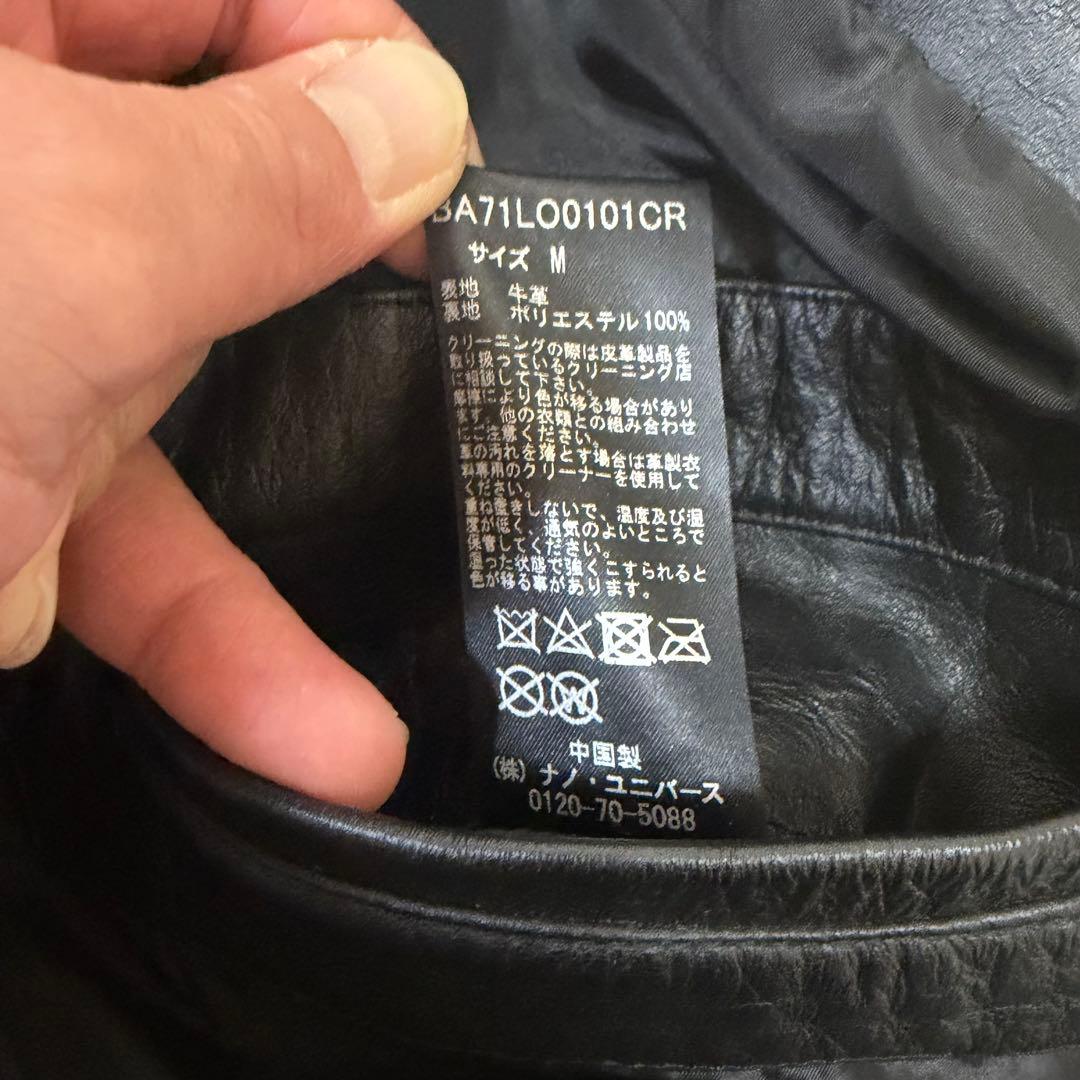 BA71LO0101CR
サイズ M
表地 牛革
裏地 ポリエステル100%
クリーニングの際は皮革製品を
取り扱っているクリーニング店
に相談して下さい。
摩擦により色が移る場合があり
ます。他の衣類との組み合わせ
にご注意ください。
革の汚れを落とす場合は革製衣
料専用のクリーナーを使用して
ください。
重ね置きしないで、温度及び湿
度が低く、通気のよいところで
保管してください。
湿った状態で強くこすられると
色が移る事があります。
中国製
(株) ナノ・ユニバース
0120-70-5088